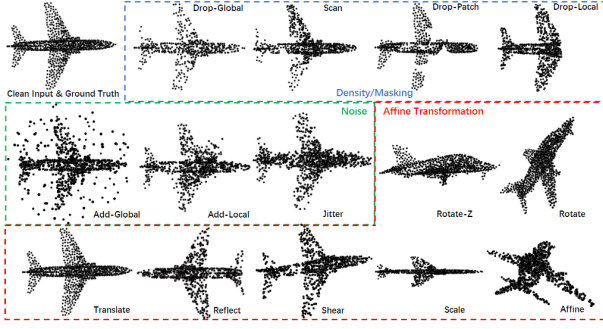 Drop-Global Scan Drop-Patch Drop-Local
Clean Input & Ground Truth Density/Masking
Noise Affine Transformation
Add-Global Add-Local Jitter Rotate-Z Rotate
Translate Reflect Shear Scale Affine